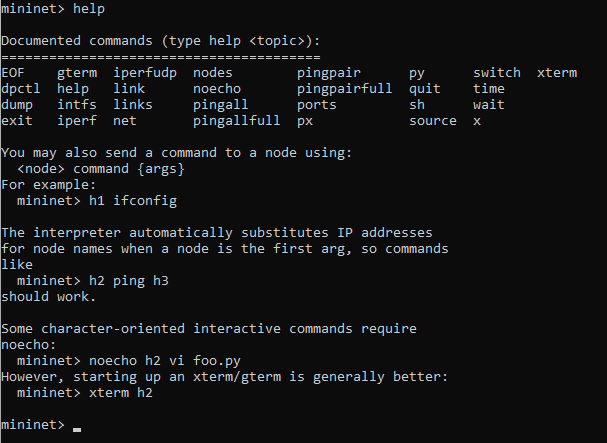 mininet> help
Documented commands (type help <topic>):
========================================
EOF    gterm  iperfudp  nodes        pingpair      py      switch  xterm
dpctl  help   link      noecho       pingpairfull  quit    time
dump   intfs  links     pingall      ports         sh      wait
exit   iperf  net       pingallfull  px            source  x
You may also send a command to a node using:
  <node> command {args}
For example:
  mininet> h1 ifconfig
The interpreter automatically substitutes IP addresses
for node names when a node is the first arg, so commands
like
  mininet> h2 ping h3
should work.
Some character-oriented interactive commands require
noecho:
  mininet> noecho h2 vi foo.py
However, starting up an xterm/gterm is generally better:
  mininet> xterm h2
mininet> _